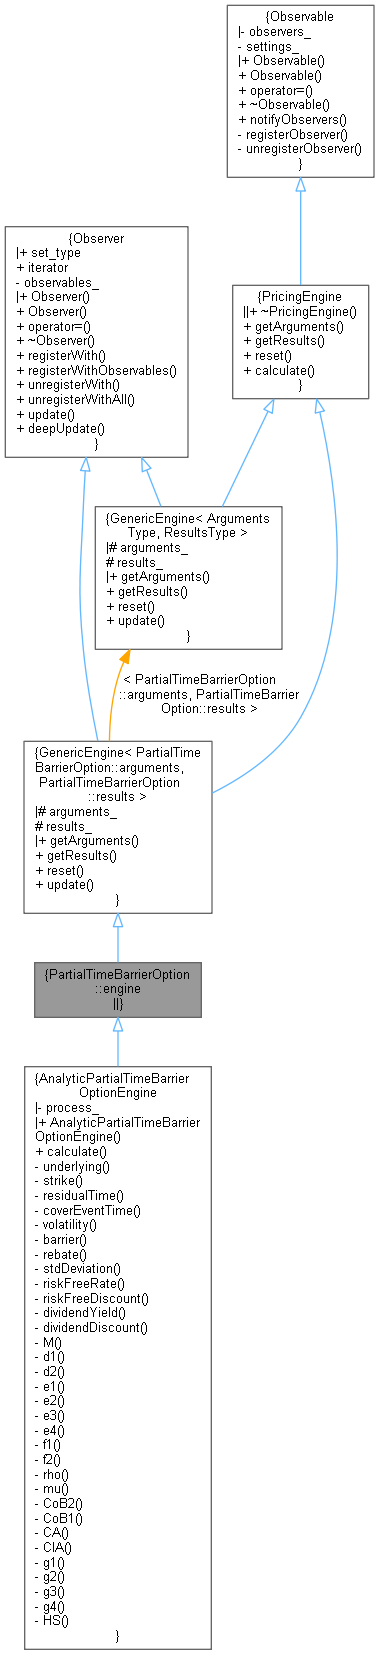 {Observable
|- observers_
- settings_
|+ Observable()
+ Observable()
+ operator=()
+ ~Observable()
+ notifyObservers()
- registerObserver()
- unregisterObserver()
}
{Observer
|+ set_type
+ iterator
- observables_
|+ Observer()
+ Observer()
+ operator=()
+ ~Observer()
+ registerWith()
+ registerWithObservables()
+ unregisterWith()
+ unregisterWithAll()
+ update()
+ deepUpdate()
}
{PricingEngine
||+ ~PricingEngine()
+ getArguments()
+ getResults()
+ reset()
+ calculate()
}
{GenericEngine< Arguments
Type, ResultsType >
|# arguments_
# results_
|+ getArguments()
+ getResults()
+ reset()
+ update()
}
< PartialTimeBarrierOption
::arguments, PartialTimeBarrier
Option::results >
{GenericEngine< PartialTime
BarrierOption::arguments,
PartialTimeBarrierOption
::results >
|# arguments_
# results_
|+ getArguments()
+ getResults()
+ reset()
+ update()
}
{PartialTimeBarrierOption
::engine
||}
{AnalyticPartialTimeBarrier
OptionEngine
|- process_
|+ AnalyticPartialTimeBarrier
OptionEngine()
+ calculate()
- underlying()
- strike()
- residualTime()
- coverEventTime()
- volatility()
- barrier()
- rebate()
- stdDeviation()
- riskFreeRate()
- riskFreeDiscount()
- dividendYield()
- dividendDiscount()
- M()
- d1()
- d2()
- e1()
- e2()
- e3()
- e4()
- f1()
- f2()
- rho()
- mu()
- CoB2()
- CoB1()
- CA()
- CIA()
- g1()
- g2()
- g3()
- g4()
- HS()
}